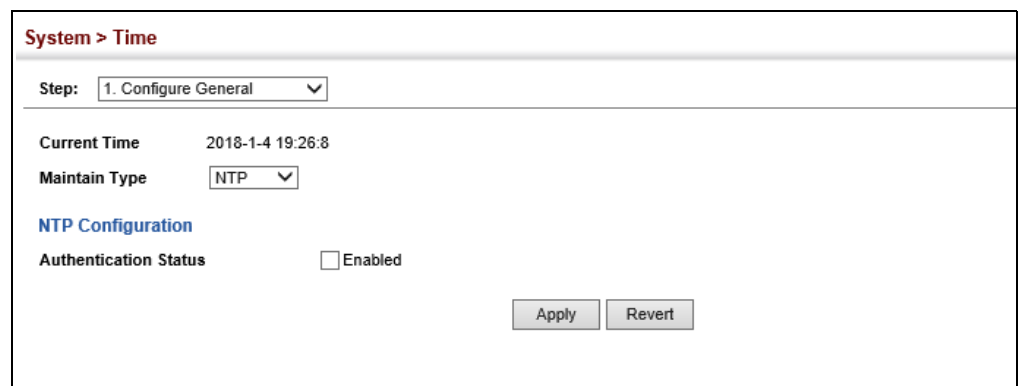 System > Time
Step: 1. Configure General
Current Time 2018-1-4 19:26:8
Maintain Type NTP
NTP Configuration
Authentication Status Enabled
Apply Revert